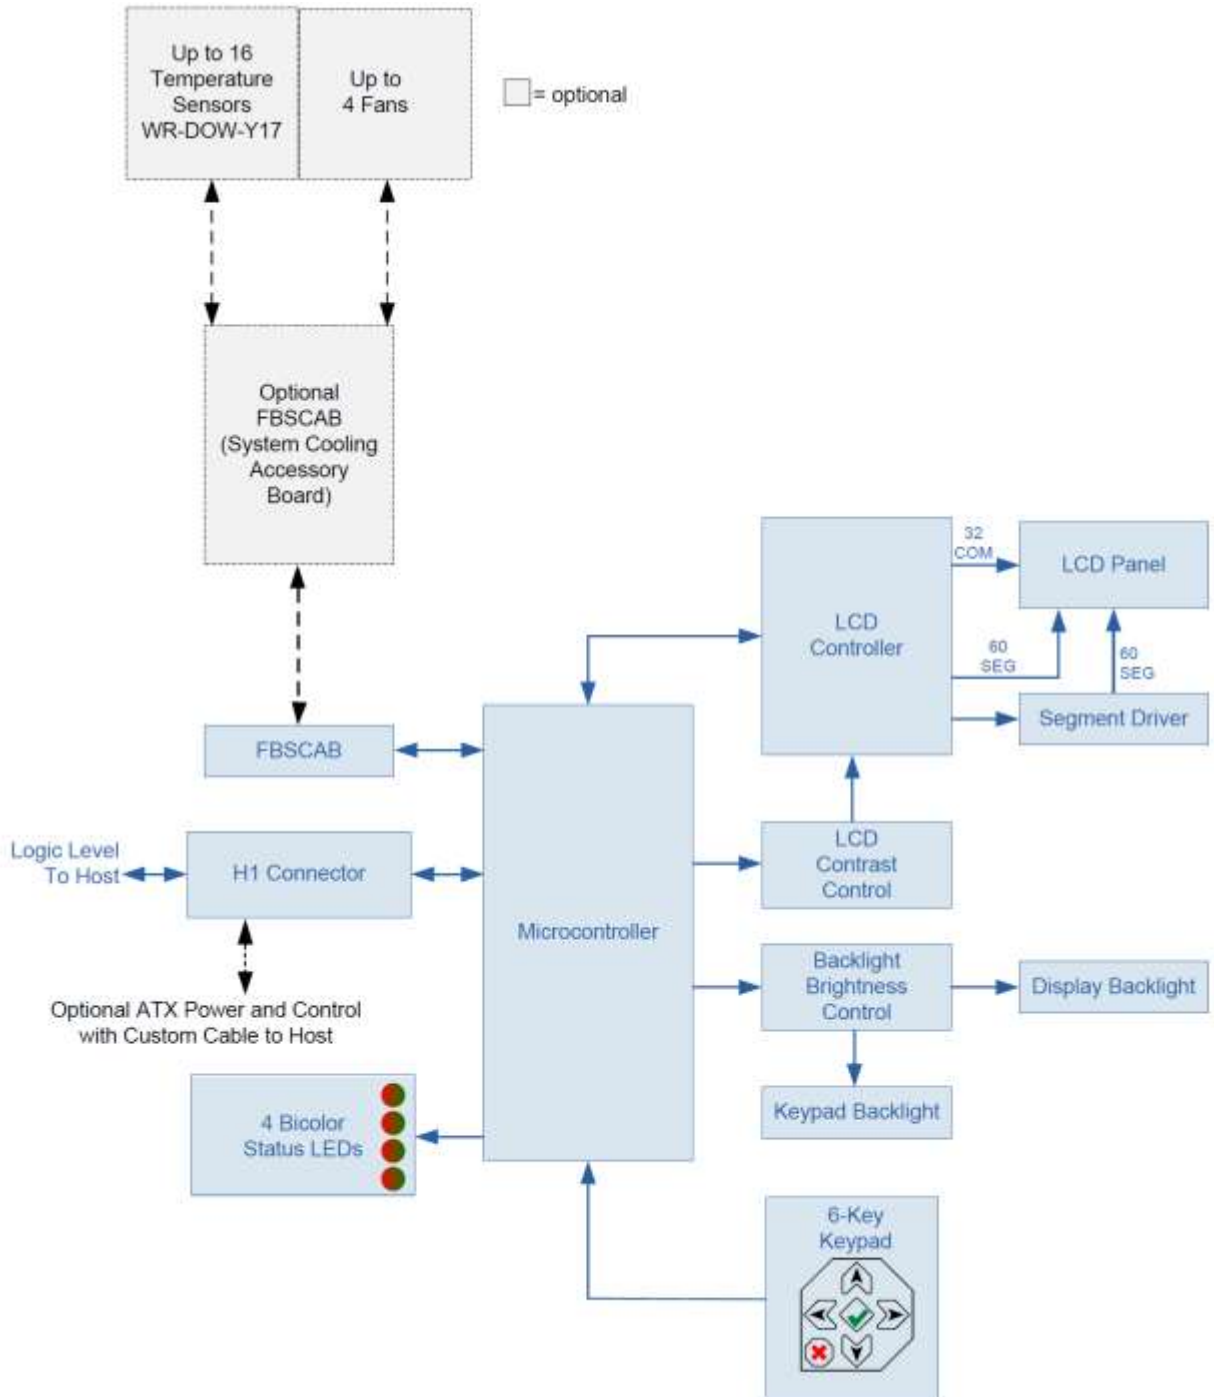 Up to 16
Temperature
Sensors
WR-DOW-Y17
Up to
4 Fans
= optional
Optional
FBSCAB
(System Cooling
Accessory
Board)
32
COM
LCD Panel
LCD
Controller
60
SEG
60
SEG
Segment Driver
FBSCAB
Logic Level
To Host
H1 Connector
LCD
Contrast
Control
Microcontroller
Backlight
Brightness
Control
Display Backlight
Optional ATX Power and Control
with Custom Cable to Host
Keypad Backlight
4 Bicolor
Status LEDs
6-Key
Keypad